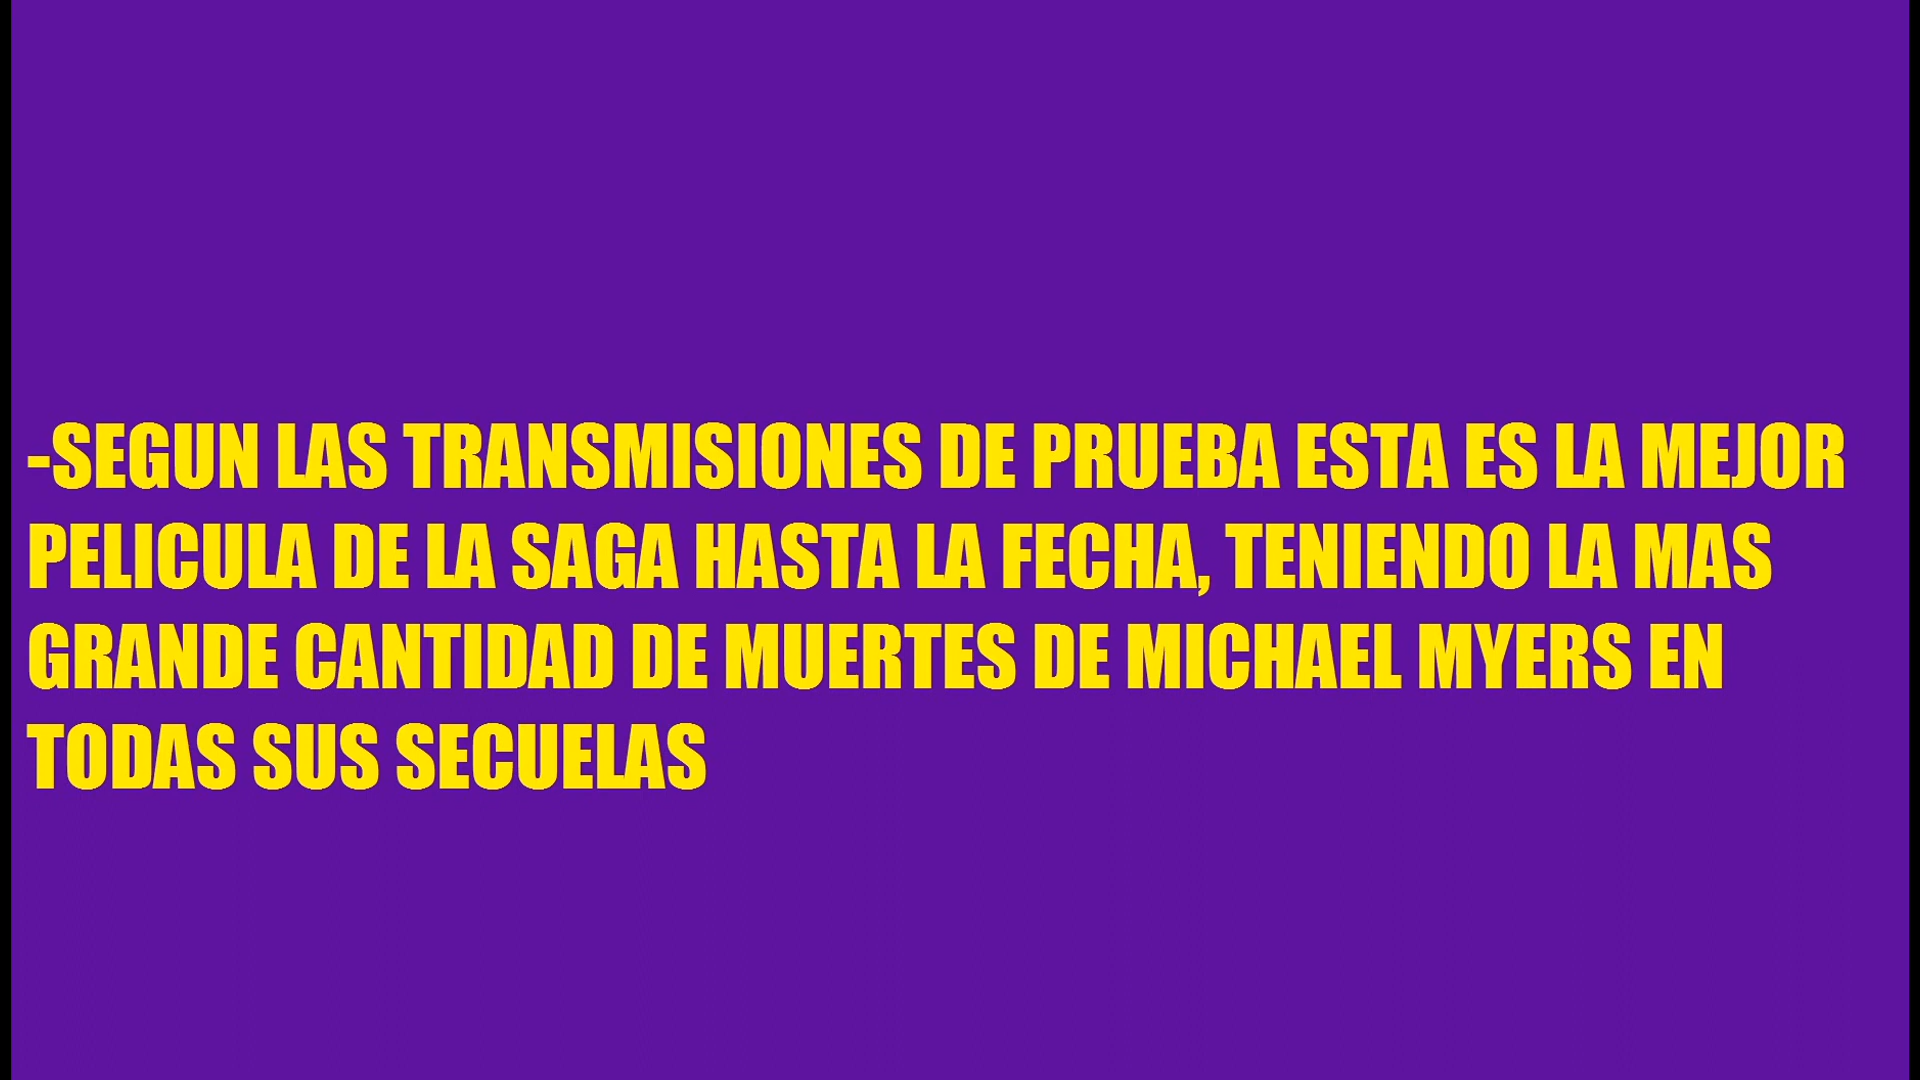 -SEGUN LAS TRANSMISIONES DE PRUEBA ESTA ES LA MEJOR
PELICULA DE LA SAGA HASTA LA FECHA, TENIENDO LA MAS
GRANDE CANTIDAD DE MUERTES DE MICHAEL MYERS EN
TODAS SUS SECUELAS